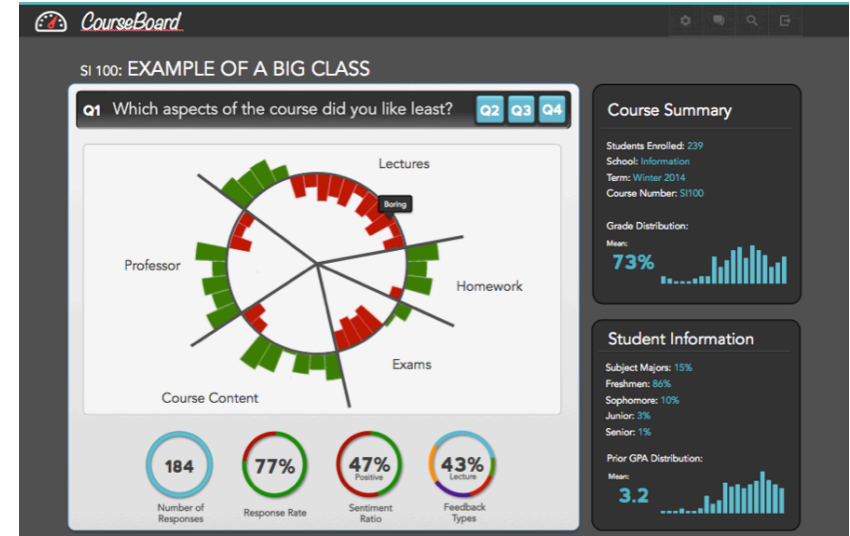 CourseBoard
SI 100: EXAMPLE OF A BIG CLASS
Q1 Which aspects of the course did you like least? Q2 Q3 Q4
Lectures
Boring
Professor
Homework
Exams
Course Content
184
Number of
Responses
77%
Response Rate
47%
Positive
Sentiment
Ratio
43%
Lecture
Feedback
Types
Course Summary
Students Enrolled: 239
School: Information
Term: Winter 2014
Course Number: SI100
Grade Distribution:
Mean:
73%
Student Information
Subject Majors: 15%
Freshmen: 86%
Sophomore: 10%
Junior: 3%
Senior: 1%
Prior GPA Distribution:
Mean:
3.2